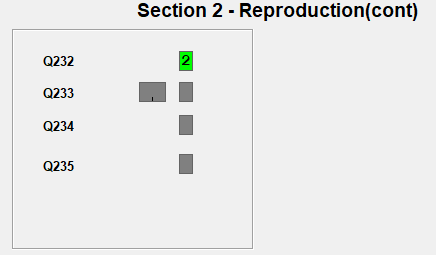 Section 2 - Reproduction(cont)
Q232 2
Q233 ,
Q234
Q235